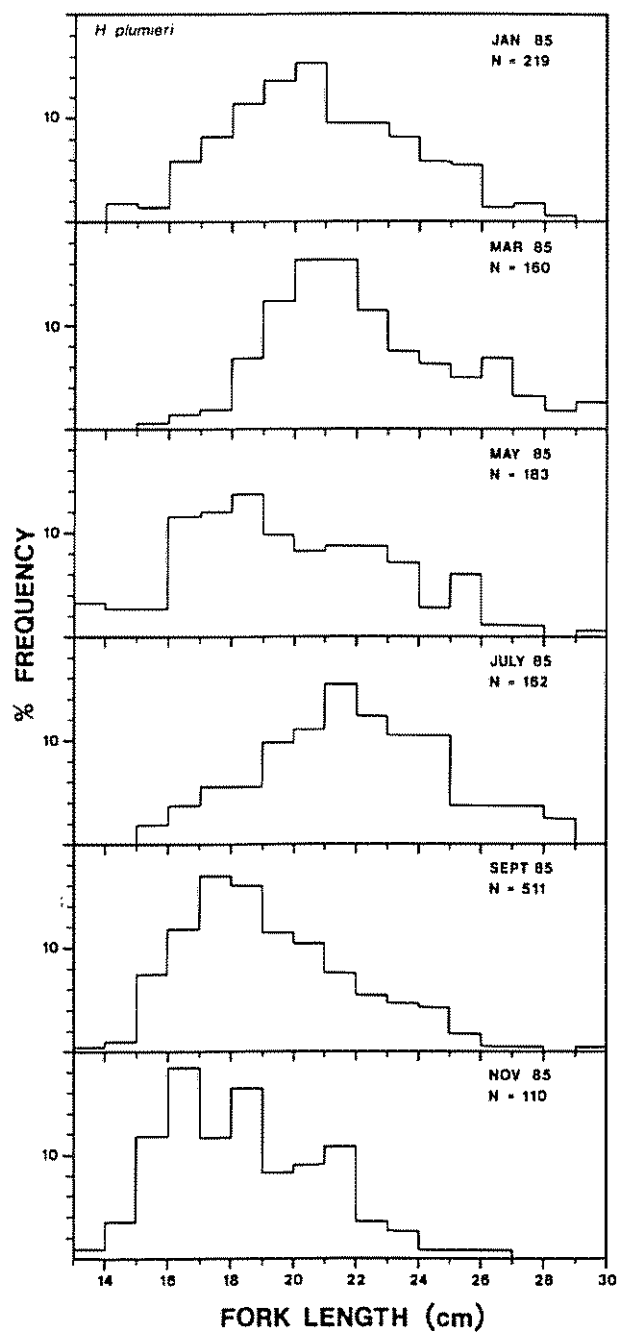 H plumieri
JAN 85
N = 219
10
MAR 85
N = 160
10
MAY 85
N = 183
10
% FREQUENCY
JULY 85
N = 162
10
SEPT 85
N = 511
10
NOV 85
N = 110
10
14 16 18 20 22 24 26 28 30
FORK LENGTH (cm)